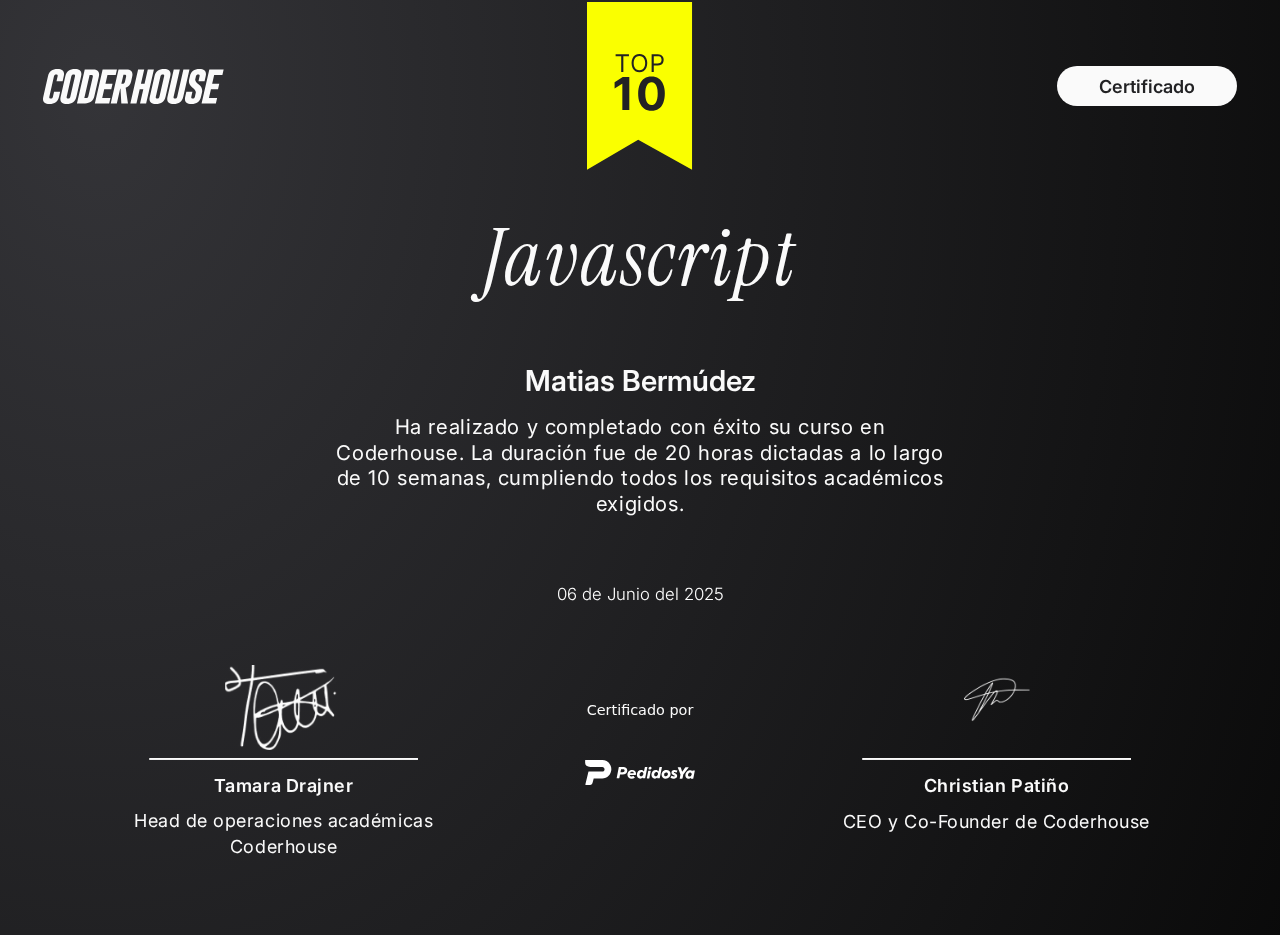 CODERHOUSE
TOP
10
Certificado
Javascript
Matias Bermúdez
Ha realizado y completado con éxito su curso en
Coderhouse. La duración fue de 20 horas dictadas a lo largo
de 10 semanas, cumpliendo todos los requisitos académicos
exigidos.
06 de Junio del 2025
Tamara Drajner
Head de operaciones académicas
Coderhouse
Certificado por
PedidosYa
Christian Patiño
CEO y Co-Founder de Coderhouse